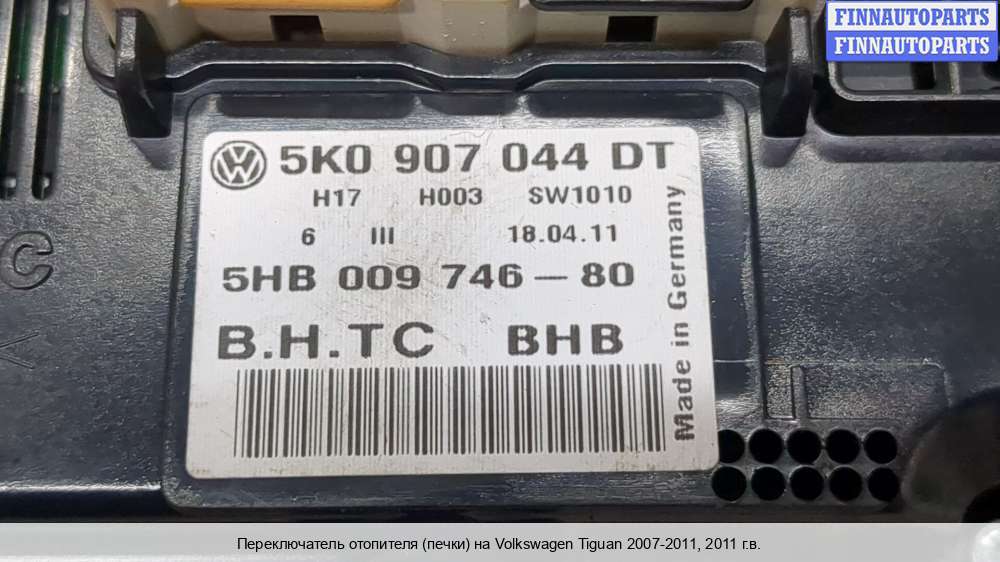 FINNAUTOPARTS
FINNAUTOPARTS
5K0 907 044 DT
H17 H003 SW1010
6 III 18.04.11
5HB 009 746-80
B.H.TC BHB
Made in Germany
C
Переключатель отопителя (печки) на Volkswagen Tiguan 2007-2011, 2011 г.в.